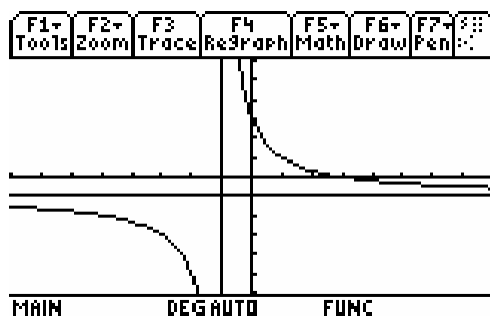 F1▾ F2▾ F3 F4 F5▾ F6▾ F7▾
Tools Zoom Trace ReGraph Math Draw Pen
MAIN DEG AUTO FUNC